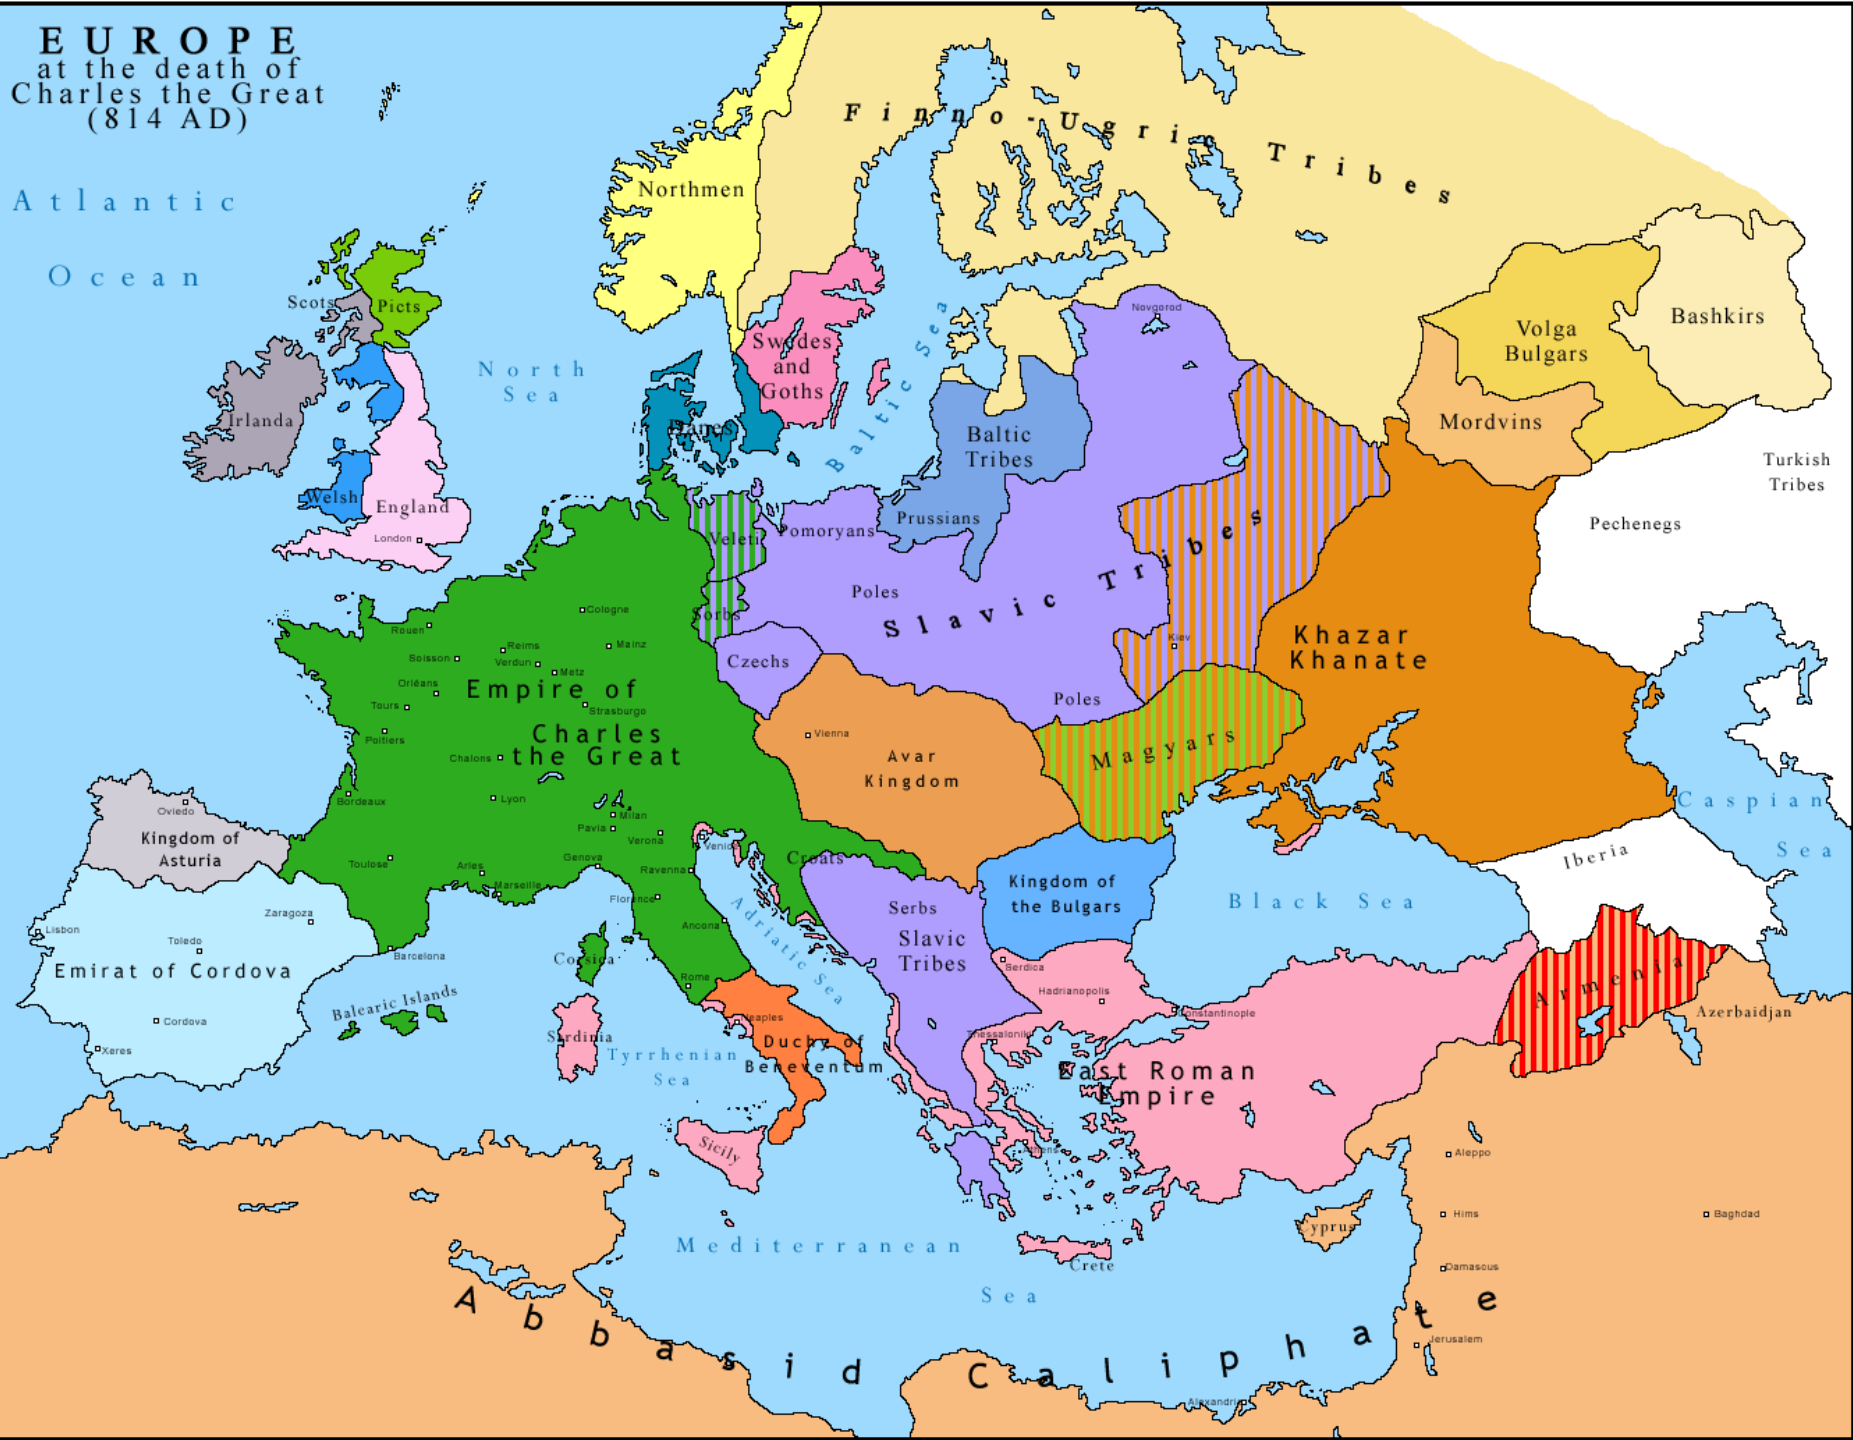 EUROPE
at the death of
Charles the Great
(814 AD)
Atlantic
Ocean
Finno-Ugric Tribes
Northmen
Scots
Picts
Irlanda
Welsh
England
London
North
Sea
Swedes
and
Goths
Danes
Baltic Sea
Novgorod
Baltic
Tribes
Prussians
Volga
Bulgars
Bashkirs
Mordvins
Turkish
Tribes
Pechenegs
Veleti
Pomoryans
Sorbs
Poles
Slavic Tribes
Kiev
Khazar
Khanate
Czechs
Poles
Cologne
Rouen
Reims
Mainz
Soisson
Verdun
Metz
Orléans
Empire of
Charles
the Great
Tours
Strasburgo
Poitiers
Chalons
Bordeaux
Lyon
Milan
Pavia
Verona
Venice
Toulose
Arles
Genova
Ravenna
Marseille
Florence
Ancona
Rome
Vienna
Avar
Kingdom
Magyars
Croats
Oviedo
Kingdom of
Asturia
Zaragoza
Lisbon
Toledo
Emirat of Cordova
Barcelona
Cordova
Xeres
Balearic Islands
Corsica
Sardinia
Tyrrhenian
Sea
Adriatic Sea
Neaples
Duchy of
Beneventum
Sicily
Serbs
Slavic
Tribes
Kingdom of
the Bulgars
Black Sea
Caspian
Sea
Iberia
Armenia
Azerbaidjan
Serdica
Hadrianopolis
Constantinople
Thessaloniki
East Roman
Empire
Athens
Crete
Cyprus
Aleppo
Hims
Baghdad
Damascus
Jerusalem
Alexandria
Mediterranean
Sea
Abbasid Caliphate